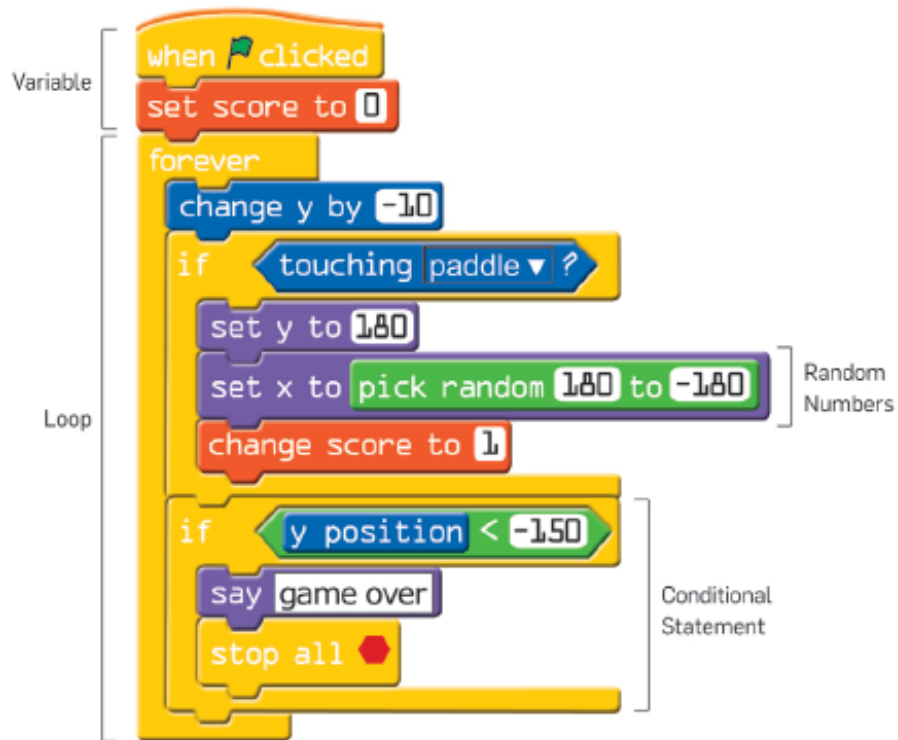 when clicked
Variable
set score to 0
forever
change y by -10
if touching paddle ?
set y to 180
set x to pick random 180 to -180
Random
Numbers
Loop
change score to 1
if y position < -150
say game over
Conditional
Statement
stop all